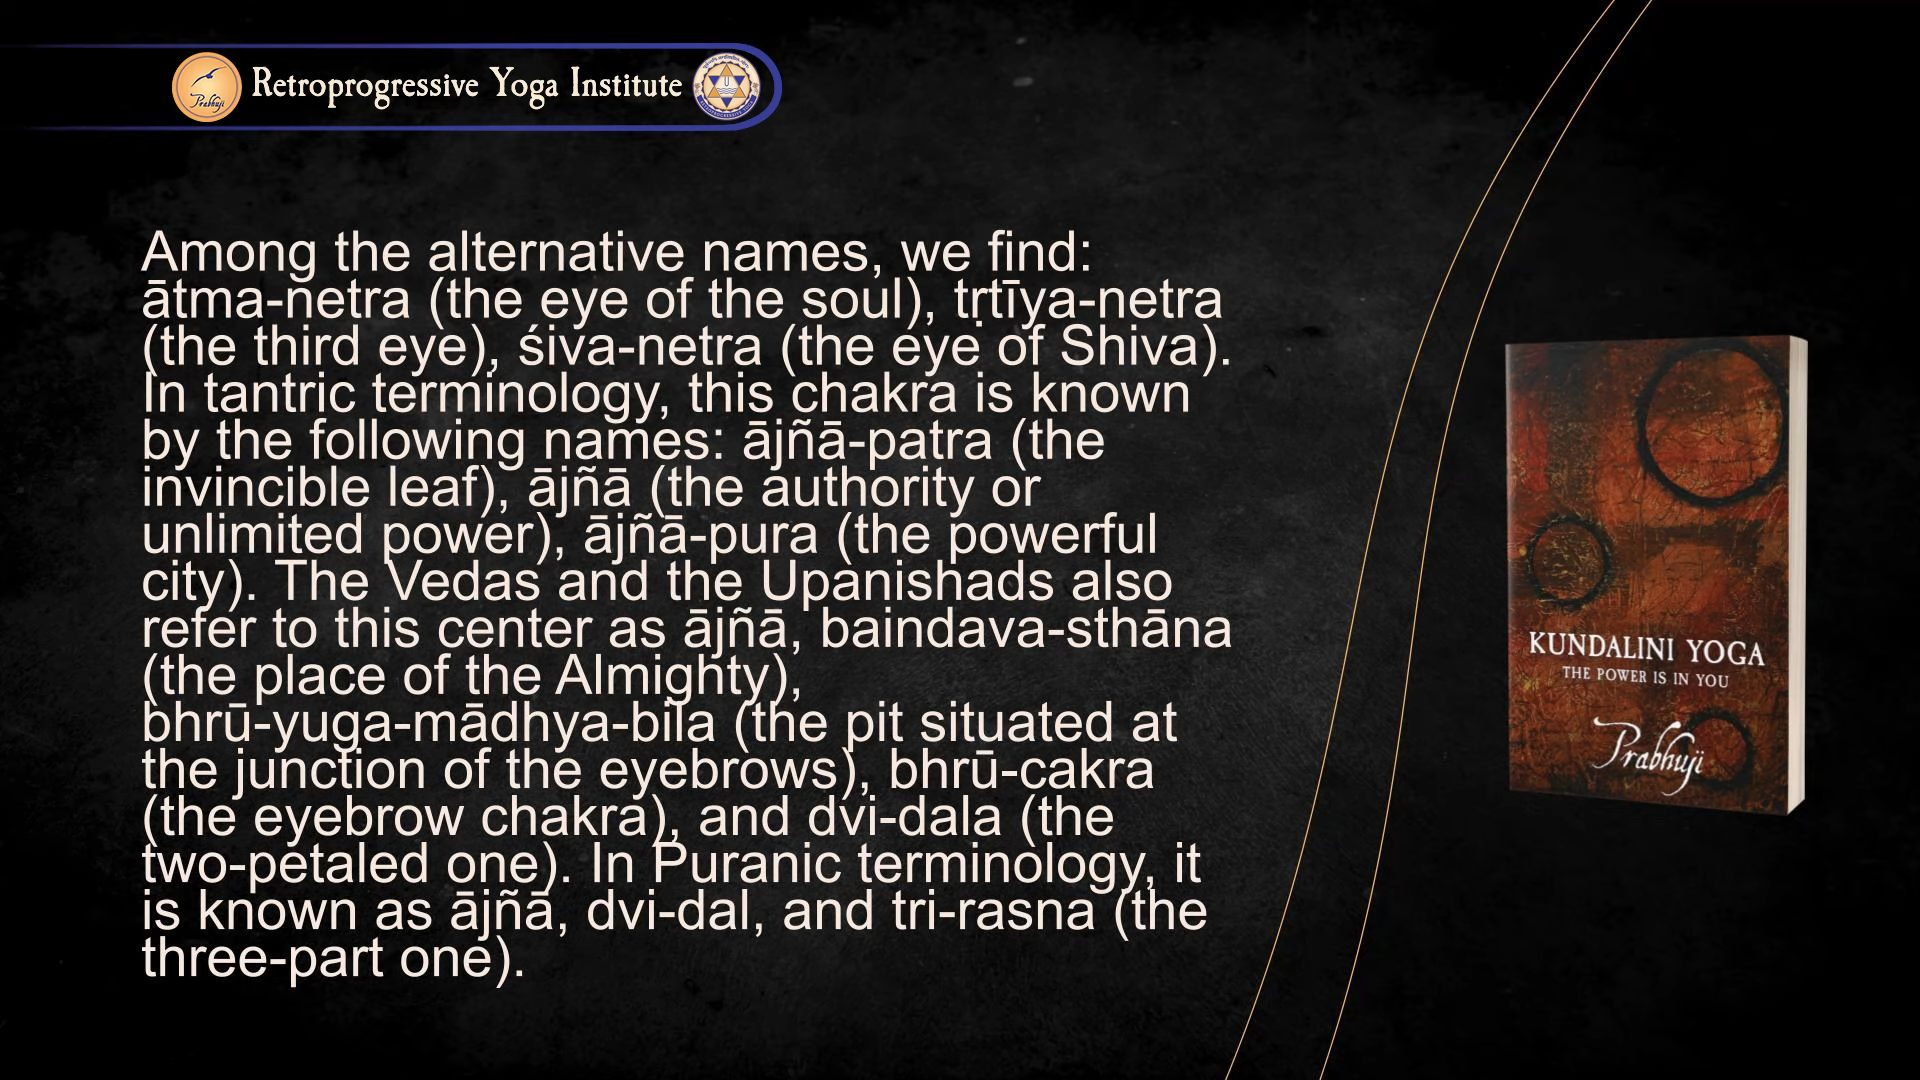 Prabhuji
Retroprogressive Yoga Institute
Among the alternative names, we find:
ātma-netra (the eye of the soul), tṛtīya-netra
(the third eye), śiva-netra (the eye of Shiva).
In tantric terminology, this chakra is known
by the following names: ājñā-patra (the
invincible leaf), ājñā (the authority or
unlimited power), ājñā-pura (the powerful
city). The Vedas and the Upanishads also
refer to this center as ājñā, baindava-sthāna
(the place of the Almighty),
bhrū-yuga-mādhya-bila (the pit situated at
the junction of the eyebrows), bhrū-cakra
(the eyebrow chakra), and dvi-dala (the
two-petaled one). In Puranic terminology, it
is known as ājñā, dvi-dal, and tri-rasna (the
three-part one).
KUNDALINI YOGA
THE POWER IS IN YOU
Prabhuji